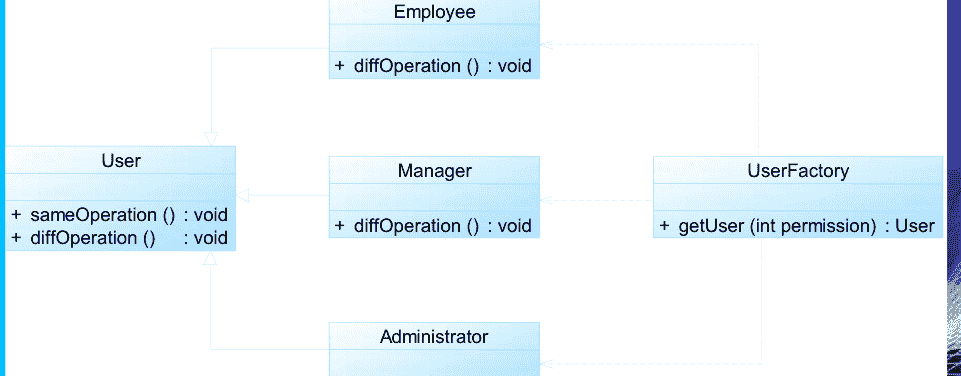 Employee
+ diffOperation () : void
User
+ sameOperation () : void
+ diffOperation () : void
Manager
+ diffOperation () : void
UserFactory
+ getUser (int permission) : User
Administrator